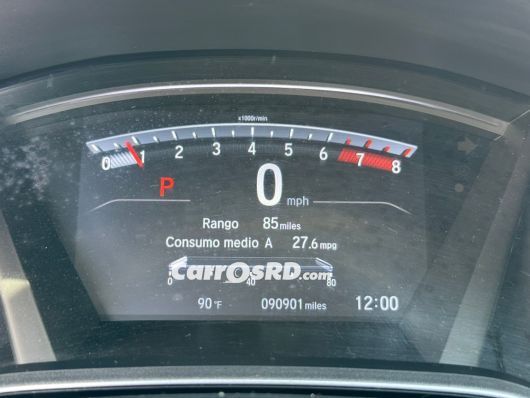 x1000r/min
0 1 2 3 4 5 6 7 8
P 0 mph
Rango 85 miles
Consumo medio A 27.6 mpg
CarrosRD.com
0 40 80
90°F 090901 miles 12:00